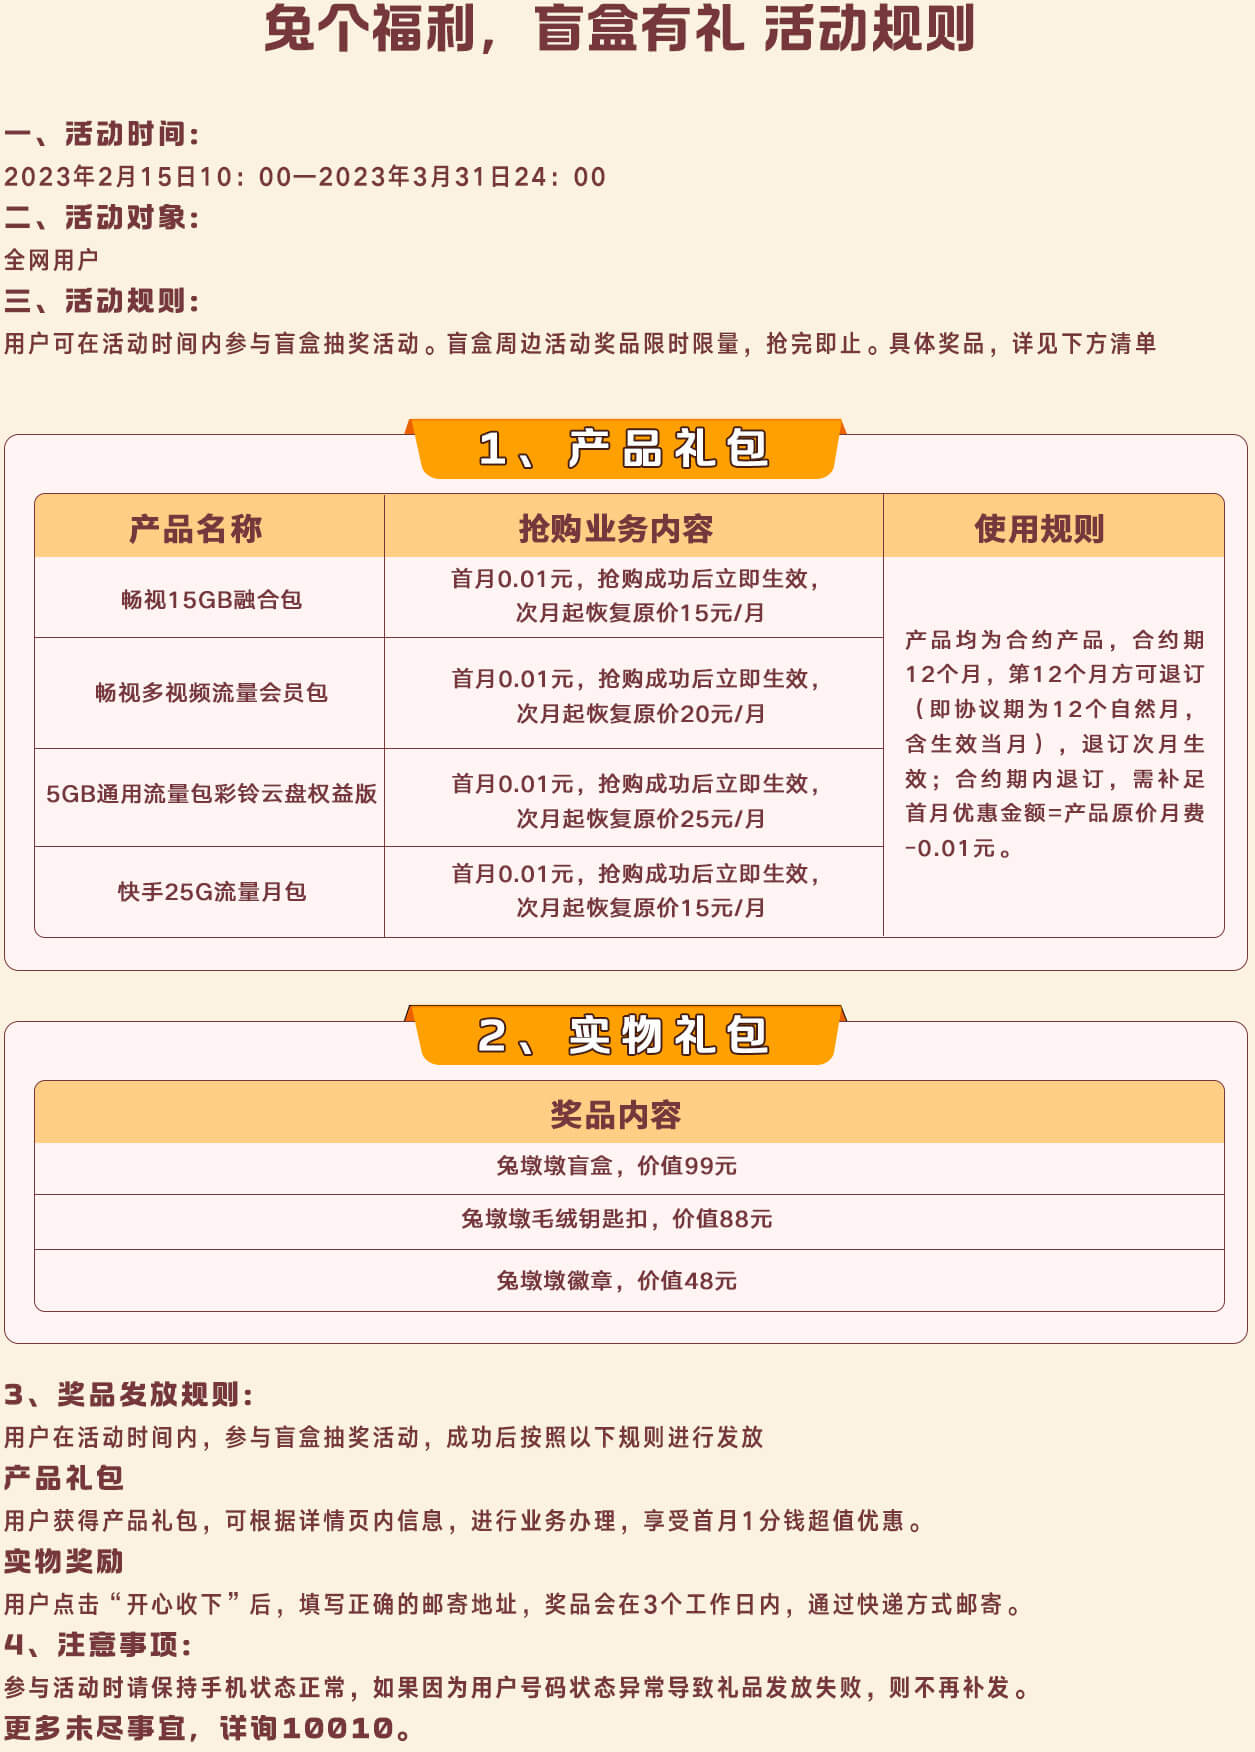 兔个福利，盲盒有礼 活动规则
一、活动时间：
2023年2月15日10：00—2023年3月31日24：00
二、活动对象：
全网用户
三、活动规则：
用户可在活动时间内参与盲盒抽奖活动。盲盒周边活动奖品限时限量，抢完即止。具体奖品，详见下方清单
1、产品礼包
产品名称
抢购业务内容
使用规则
畅视15GB融合包
首月0.01元，抢购成功后立即生效，
次月起恢复原价15元/月
畅视多视频流量会员包
首月0.01元，抢购成功后立即生效，
次月起恢复原价20元/月
5GB通用流量包彩铃云盘权益版
首月0.01元，抢购成功后立即生效，
次月起恢复原价25元/月
快手25G流量月包
首月0.01元，抢购成功后立即生效，
次月起恢复原价15元/月
产品均为合约产品，合约期
12个月，第12个月方可退订
（即协议期为12个自然月，
含生效当月），退订次月生
效；合约期内退订，需补足
首月优惠金额=产品原价月费
-0.01元。
2、实物礼包
奖品内容
兔墩墩盲盒，价值99元
兔墩墩毛绒钥匙扣，价值88元
兔墩墩徽章，价值48元
3、奖品发放规则：
用户在活动时间内，参与盲盒抽奖活动，成功后按照以下规则进行发放
产品礼包
用户获得产品礼包，可根据详情页内信息，进行业务办理，享受首月1分钱超值优惠。
实物奖励
用户点击“开心收下”后，填写正确的邮寄地址，奖品会在3个工作日内，通过快递方式邮寄。
4、注意事项：
参与活动时请保持手机状态正常，如果因为用户号码状态异常导致礼品发放失败，则不再补发。
更多未尽事宜，详询10010。